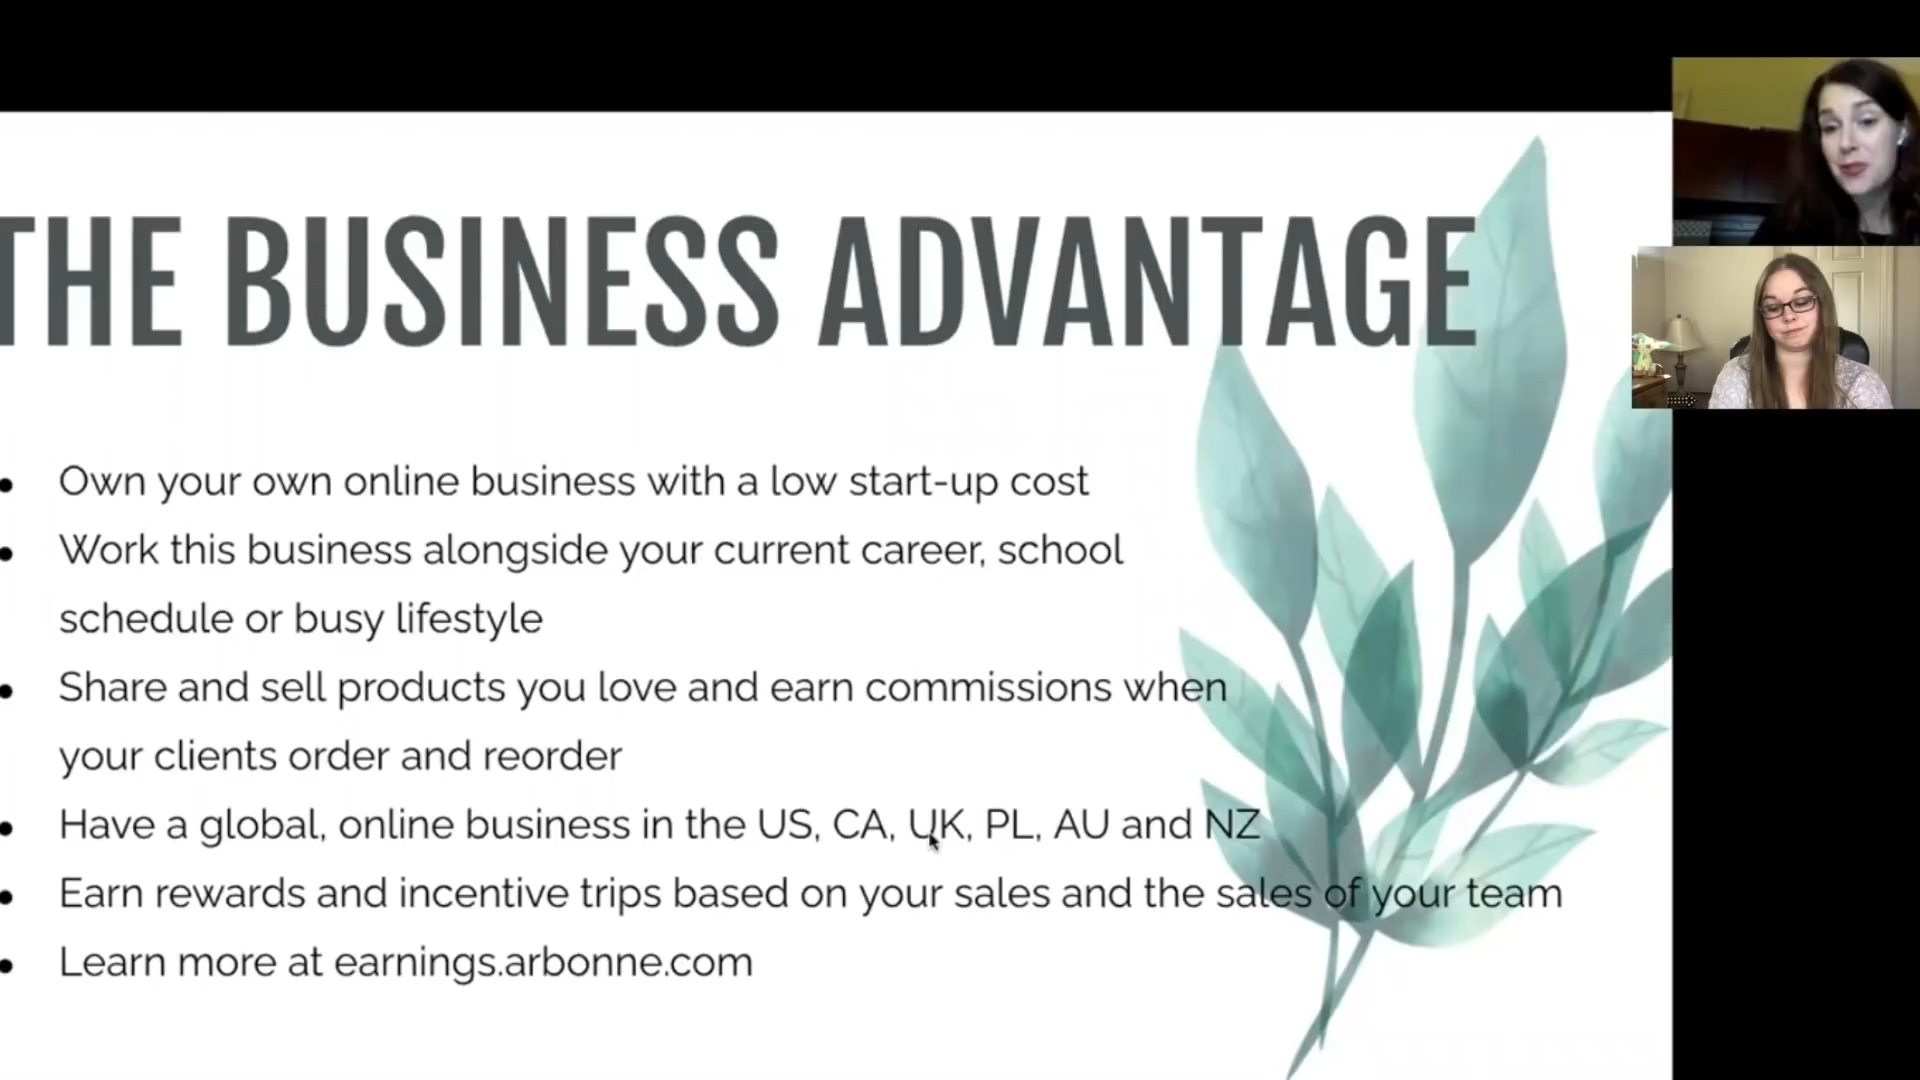 THE BUSINESS ADVANTAGE
• Own your own online business with a low start-up cost
• Work this business alongside your current career, school
schedule or busy lifestyle
• Share and sell products you love and earn commissions when
your clients order and reorder
• Have a global, online business in the US, CA, UK, PL, AU and NZ
• Earn rewards and incentive trips based on your sales and the sales of your team
• Learn more at earnings.arbonne.com